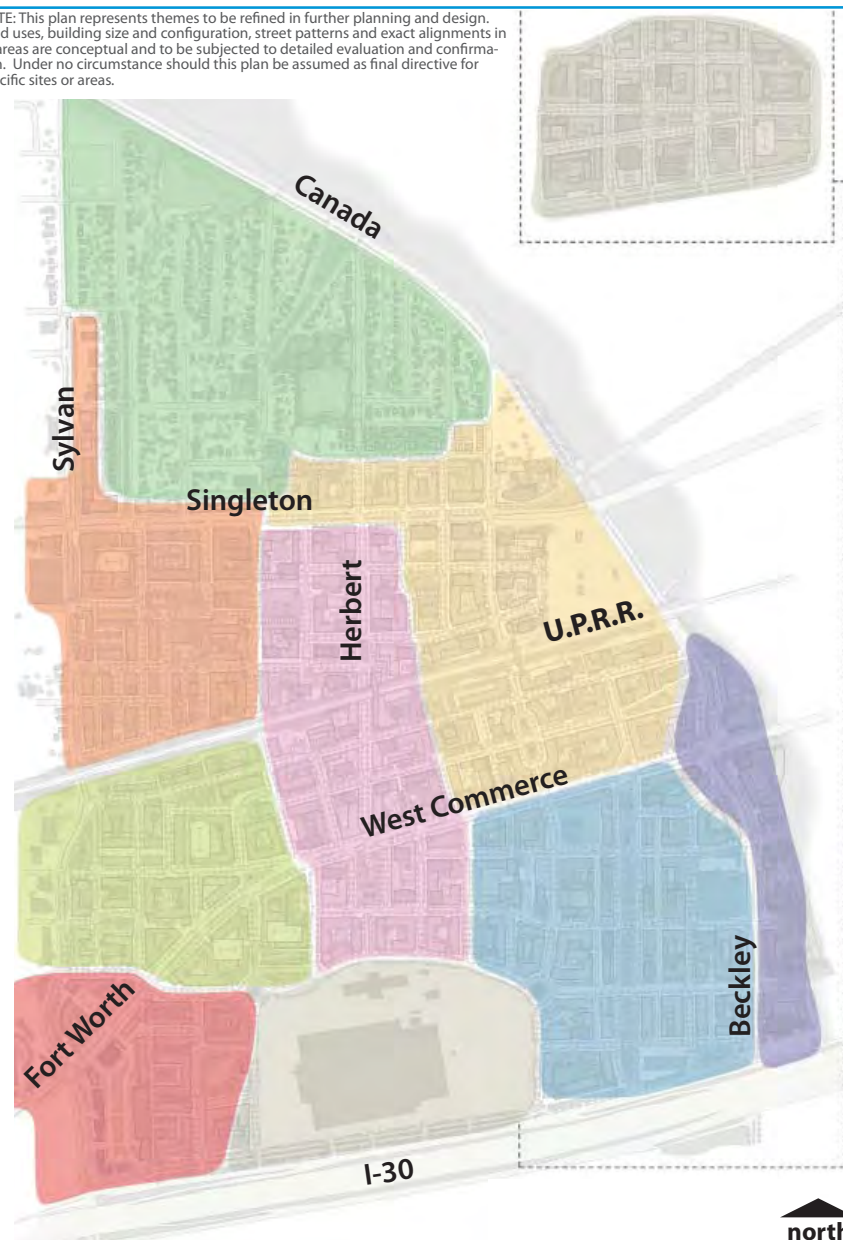 TE: This plan represents themes to be refined in further planning and design.
d uses, building size and configuration, street patterns and exact alignments in
areas are conceptual and to be subjected to detailed evaluation and confirma-
n. Under no circumstance should this plan be assumed as final directive for
cific sites or areas.
Canada
Sylvan
Singleton
Herbert
U.P.R.R.
West Commerce
Beckley
Fort Worth
I-30
north